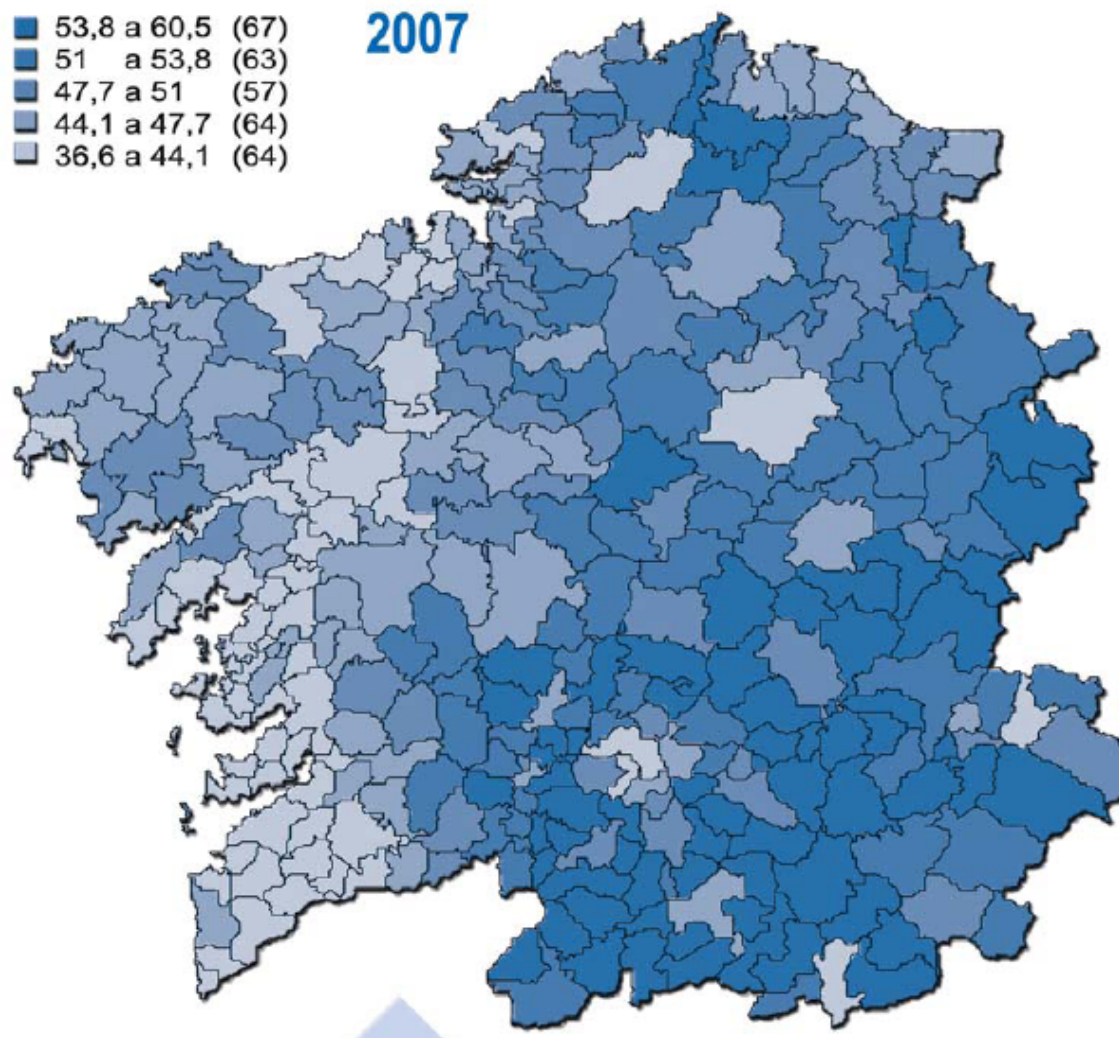 2007
53,8 a 60,5 (67)
51 a 53,8 (63)
47,7 a 51 (57)
44,1 a 47,7 (64)
36,6 a 44,1 (64)